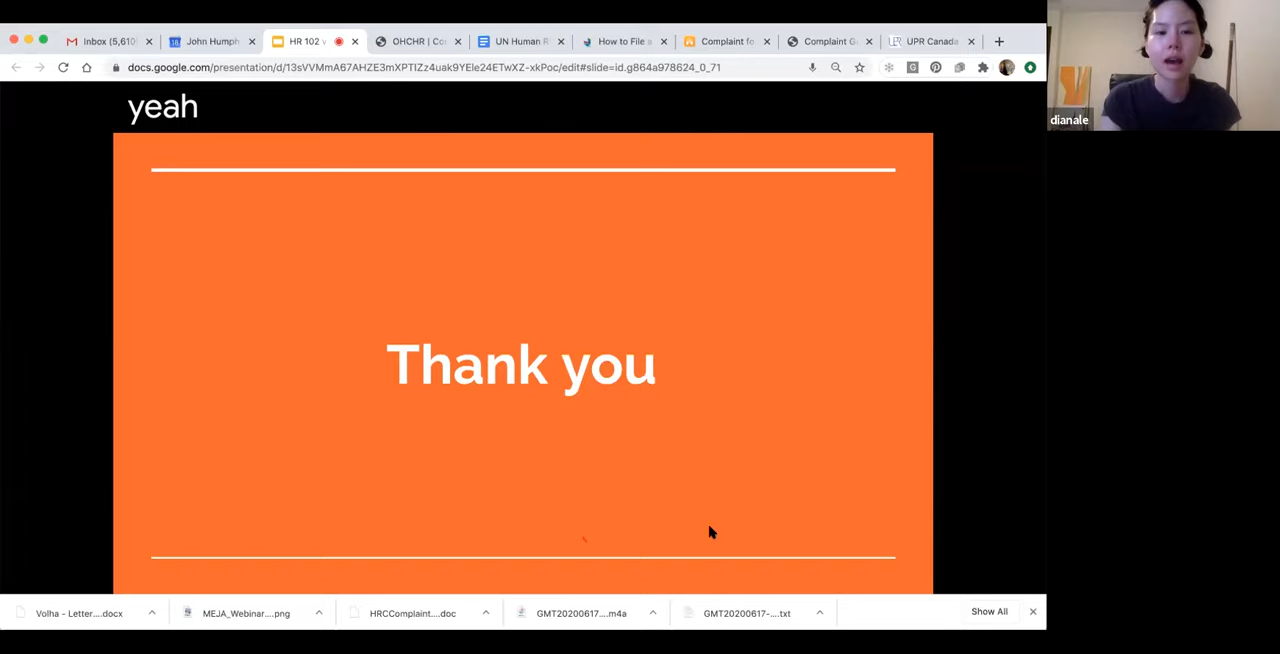 Inbox (5,610
John Humph
HR 102 v
OHCHR | Co
UN Human R
How to File a
Complaint fo
Complaint G
UPR Canada
docs.google.com/presentation/d/13sVVMmA67AHZE3mXPTIZz4uak9YEle24ETwXZ-xkPoc/edit#slide=id.g864a978624_0_71
dianale
yeah
Thank you
Volha - Letter....docx
MEJA_Webinar....png
HRCComplaint....doc
GMT20200617....m4a
GMT20200617-....txt
Show All